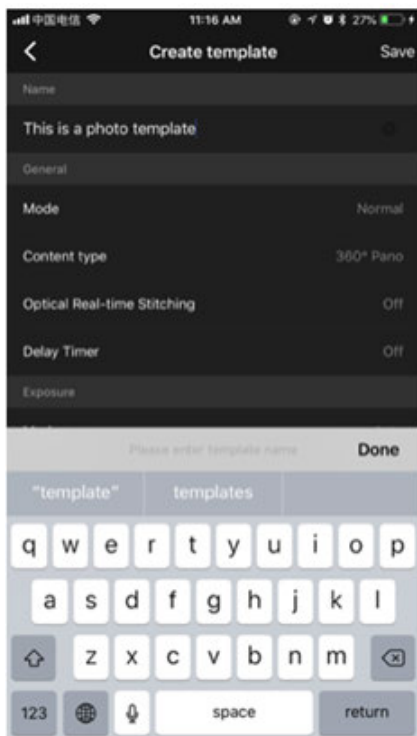 中国电信 11:16 AM 27%
Create template Save
Name
This is a photo template
General
Mode Normal
Content type 360° Pano
Optical Real-time Stitching Off
Delay Timer Off
Exposure
Please enter template name Done
"template" templates
q w e r t y u i o p
a s d f g h j k l
z x c v b n m
123 space return